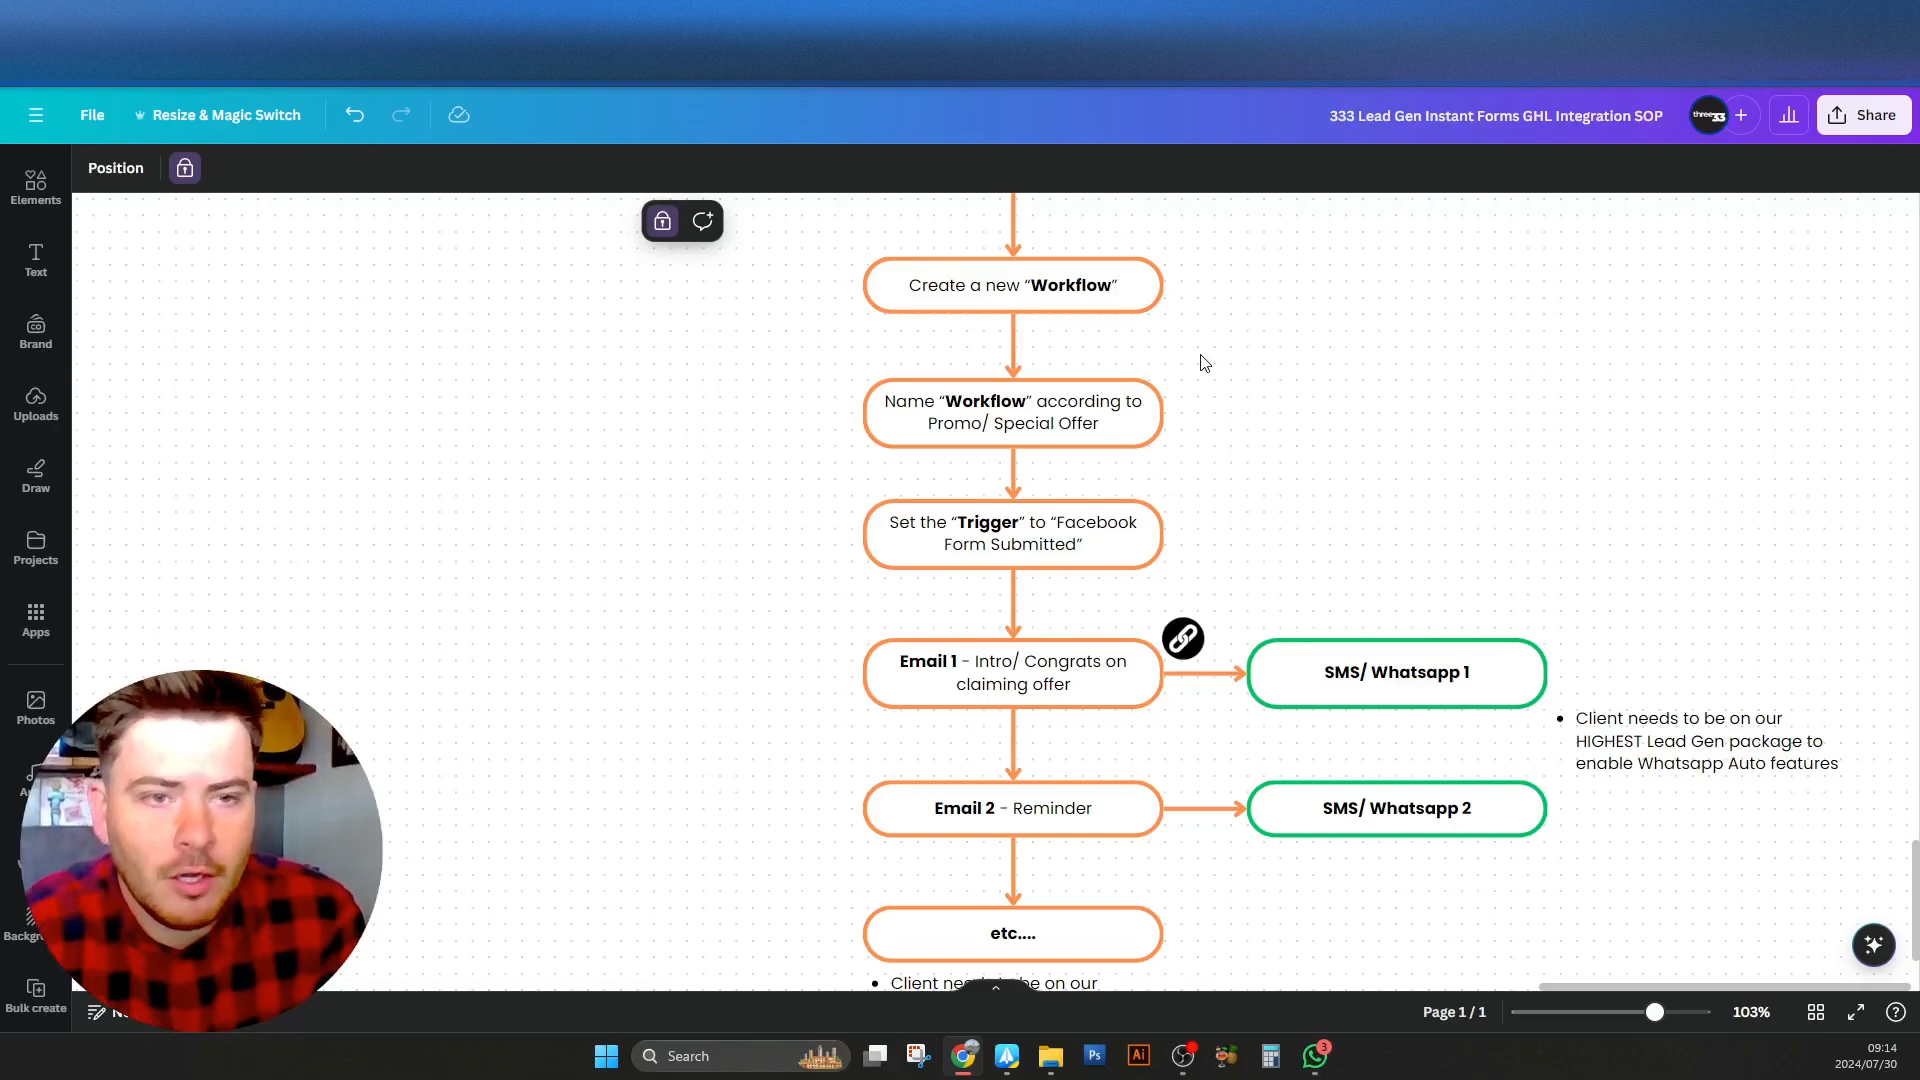 File
Resize & Magic Switch
333 Lead Gen Instant Forms GHL Integration SOP
three33
Share
Position
Elements
Text
Brand
Uploads
Draw
Projects
Apps
Photos
Bulk create
Create a new “Workflow”
Name “Workflow” according to
Promo/ Special Offer
Set the “Trigger” to “Facebook
Form Submitted”
Email 1 - Intro/ Congrats on
claiming offer
SMS/ Whatsapp 1
• Client needs to be on our
HIGHEST Lead Gen package to
enable Whatsapp Auto features
Email 2 - Reminder
SMS/ Whatsapp 2
etc....
• Client needs to be on our
Page 1 / 1
103%
Search
Ps
Ai
3
09:14
2024/07/30